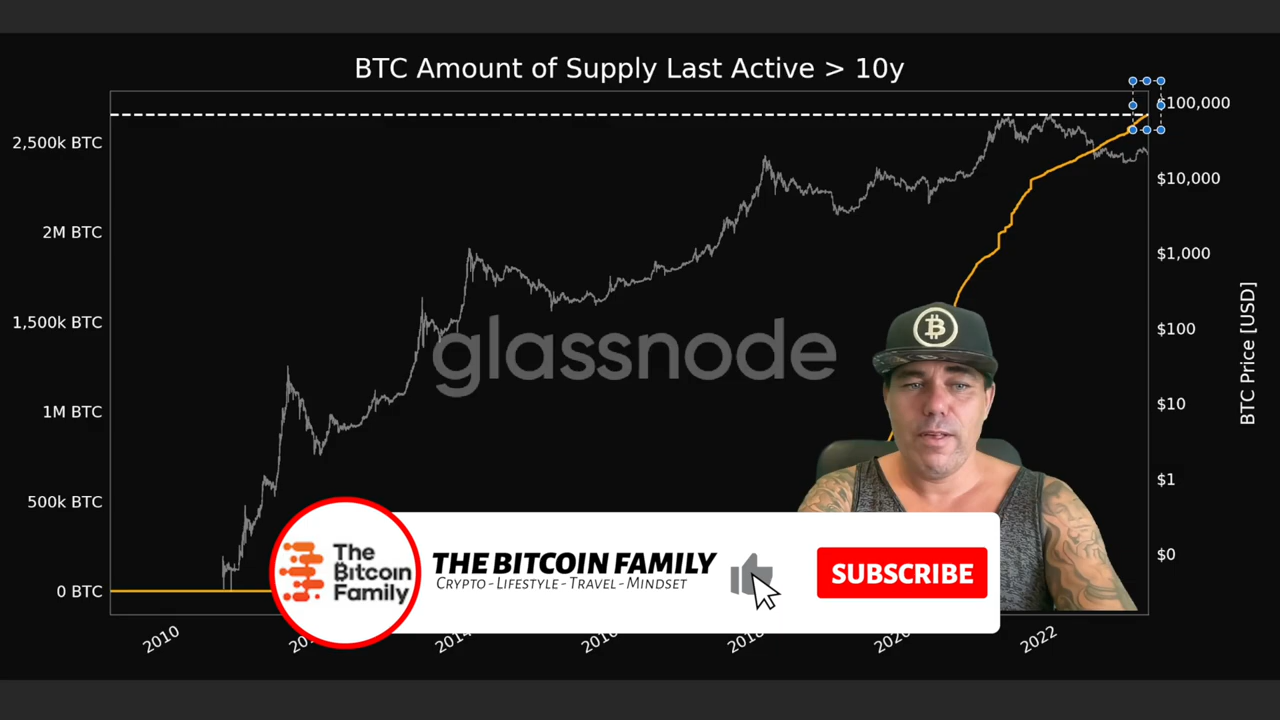 BTC Amount of Supply Last Active > 10y
2,500k BTC
2M BTC
1,500k BTC
1M BTC
500k BTC
0 BTC
$100,000
$10,000
$1,000
$100
$10
$1
$0
BTC Price [USD]
glassnode
The
Bitcoin
Family
THE BITCOIN FAMILY
CRYPTO - LIFESTYLE - TRAVEL - MINDSET
SUBSCRIBE
2010
2018
2020
2022